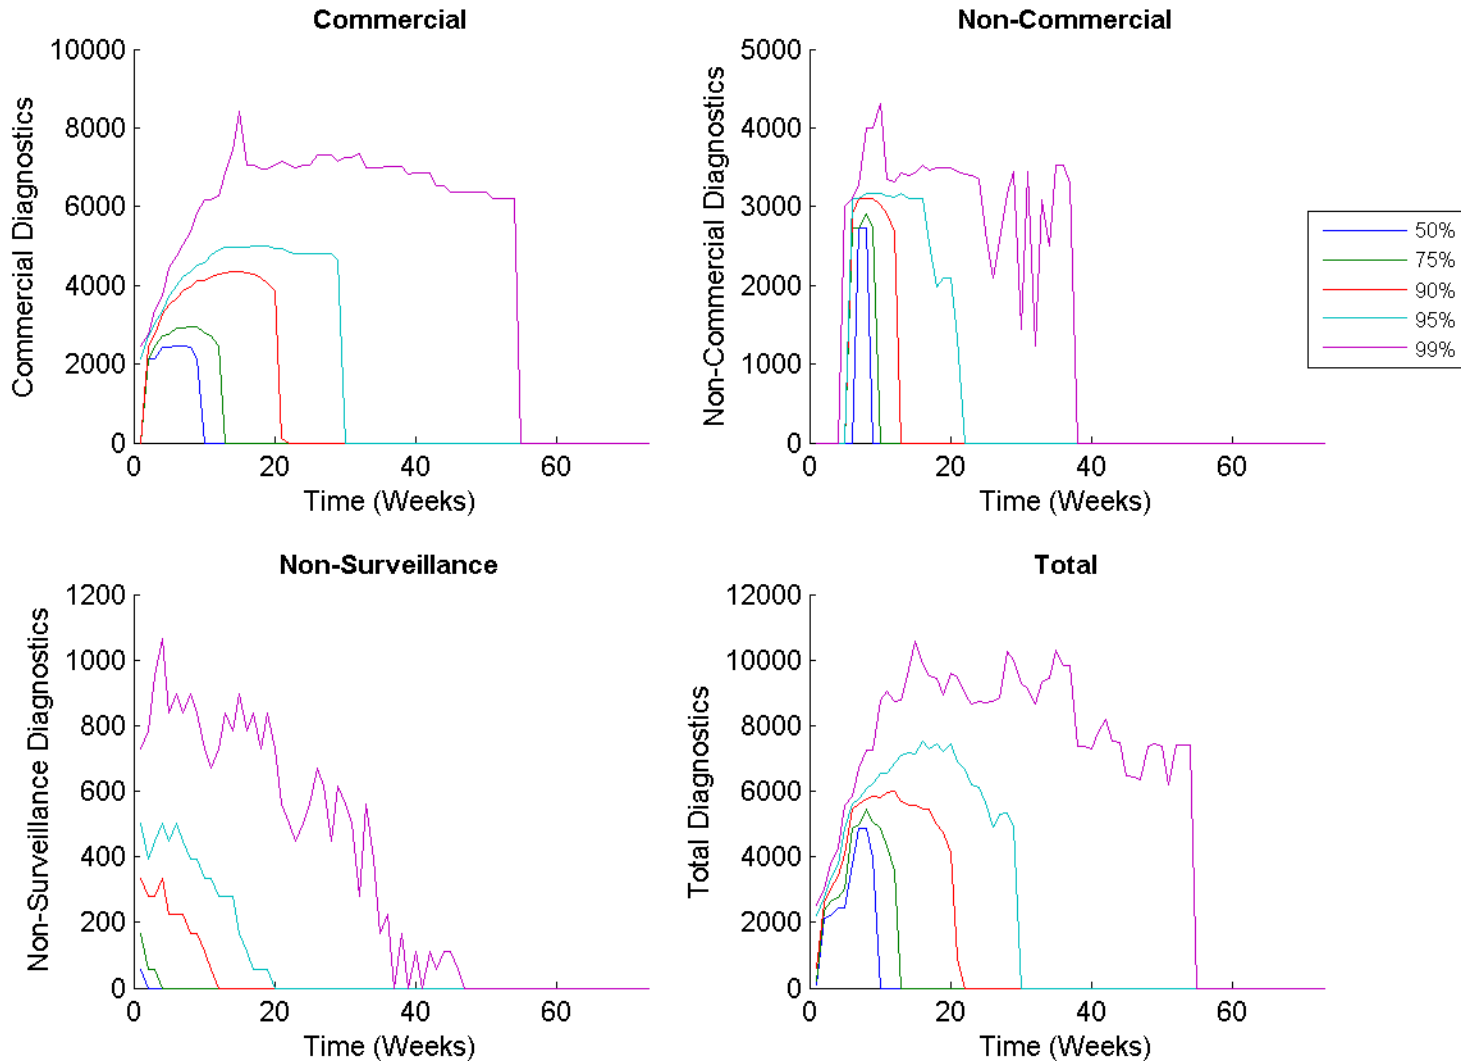 Commercial
Commercial Diagnostics
10000
8000
6000
4000
2000
0
0 20 40 60
Time (Weeks)
Non-Commercial
Non-Commercial Diagnostics
5000
4000
3000
2000
1000
0
0 20 40 60
Time (Weeks)
50%
75%
90%
95%
99%
Non-Surveillance
Non-Surveillance Diagnostics
1200
1000
800
600
400
200
0
0 20 40 60
Time (Weeks)
Total
Total Diagnostics
12000
10000
8000
6000
4000
2000
0
0 20 40 60
Time (Weeks)